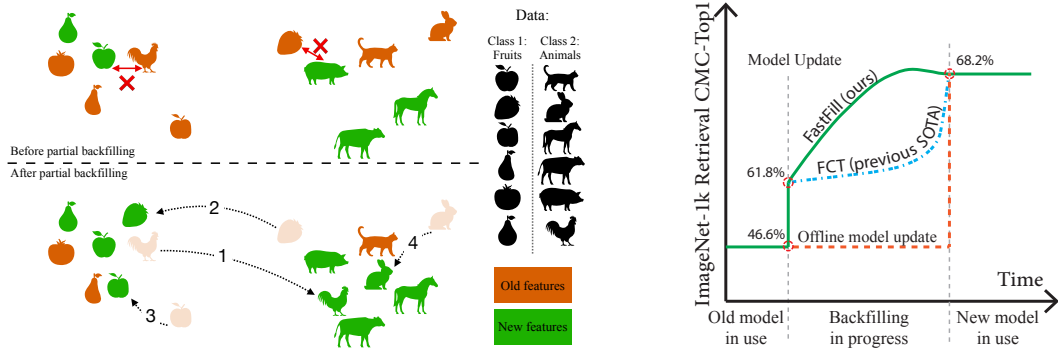 Before partial backfilling
After partial backfilling
1
2
3
4
Data:
Class 1:
Fruits
Class 2:
Animals
Old features
New features
ImageNet-1k Retrieval CMC-Top1
Model Update
68.2%
FastFill (ours)
FCT (previous SOTA)
61.8%
46.6%
Offline model update
Time
Old model
in use
Backfilling
in progress
New model
in use